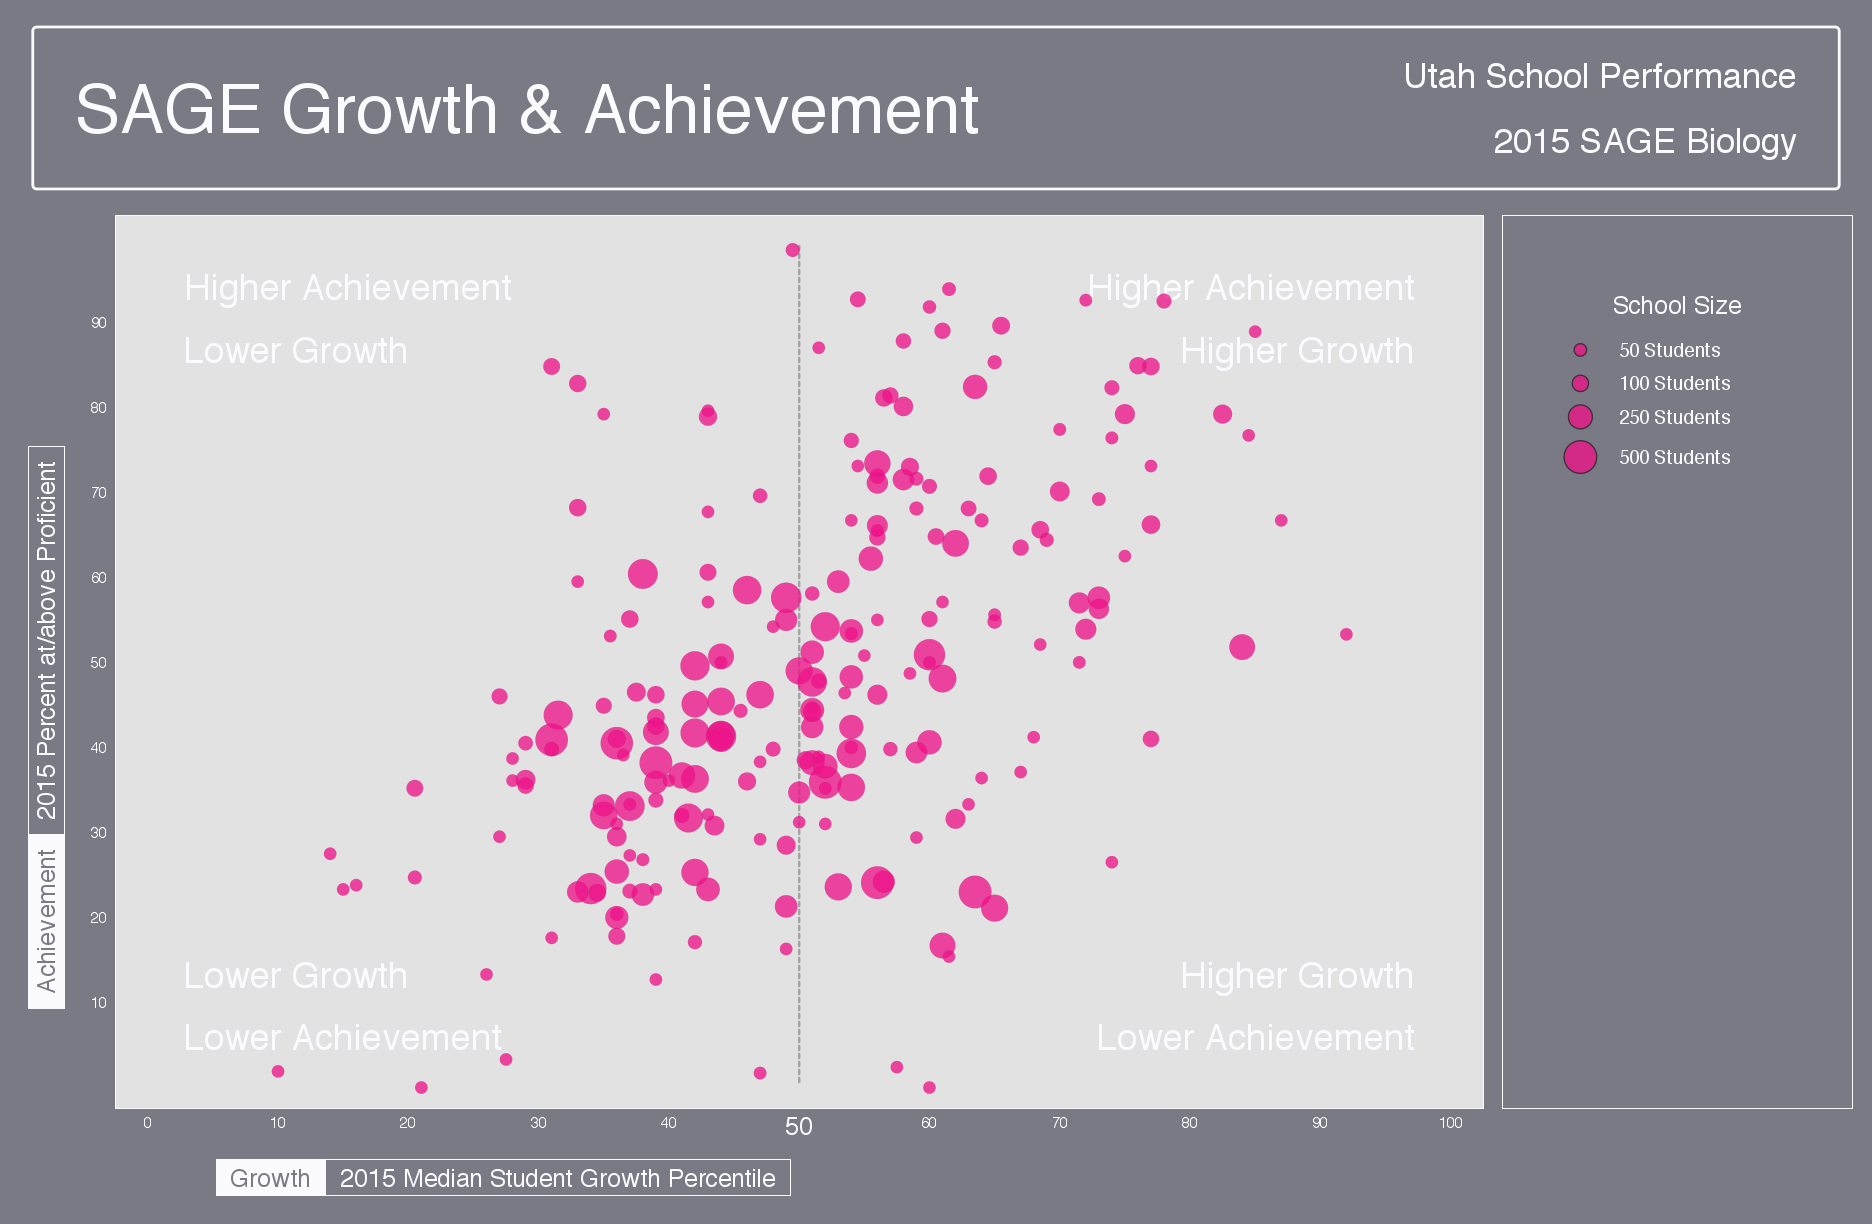 SAGE Growth & Achievement
Utah School Performance
2015 SAGE Biology
Higher Achievement
Lower Growth
Higher Achievement
Higher Growth
Lower Growth
Lower Achievement
Higher Growth
Lower Achievement
90
80
70
60
50
40
30
20
10
Achievement 2015 Percent at/above Proficient
0 10 20 30 40 50 60 70 80 90 100
Growth 2015 Median Student Growth Percentile
School Size
50 Students
100 Students
250 Students
500 Students